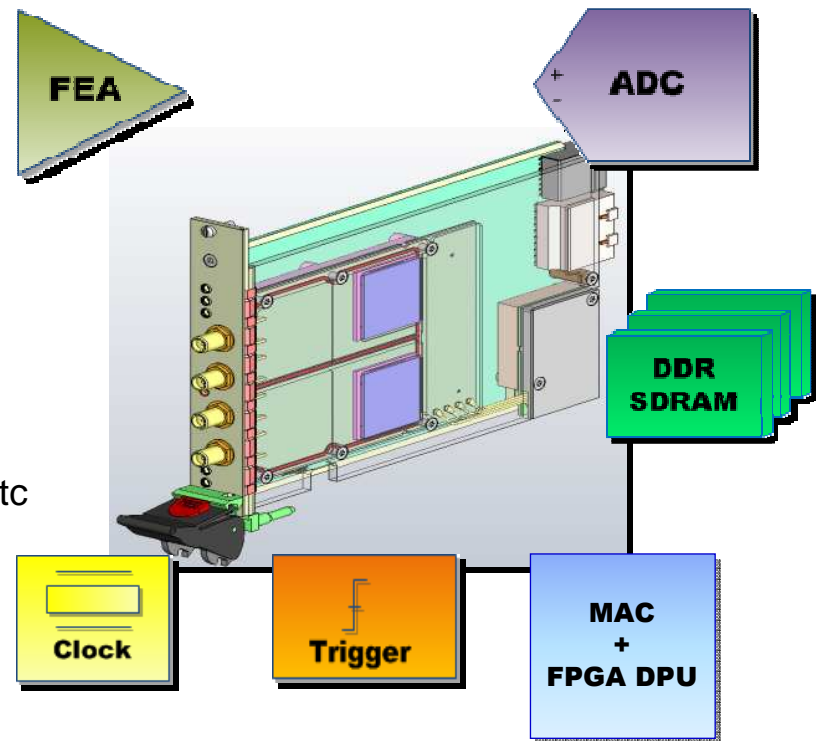 FEA
+
−
ADC
DDR
SDRAM
tc
Clock
Trigger
MAC
+
FPGA DPU